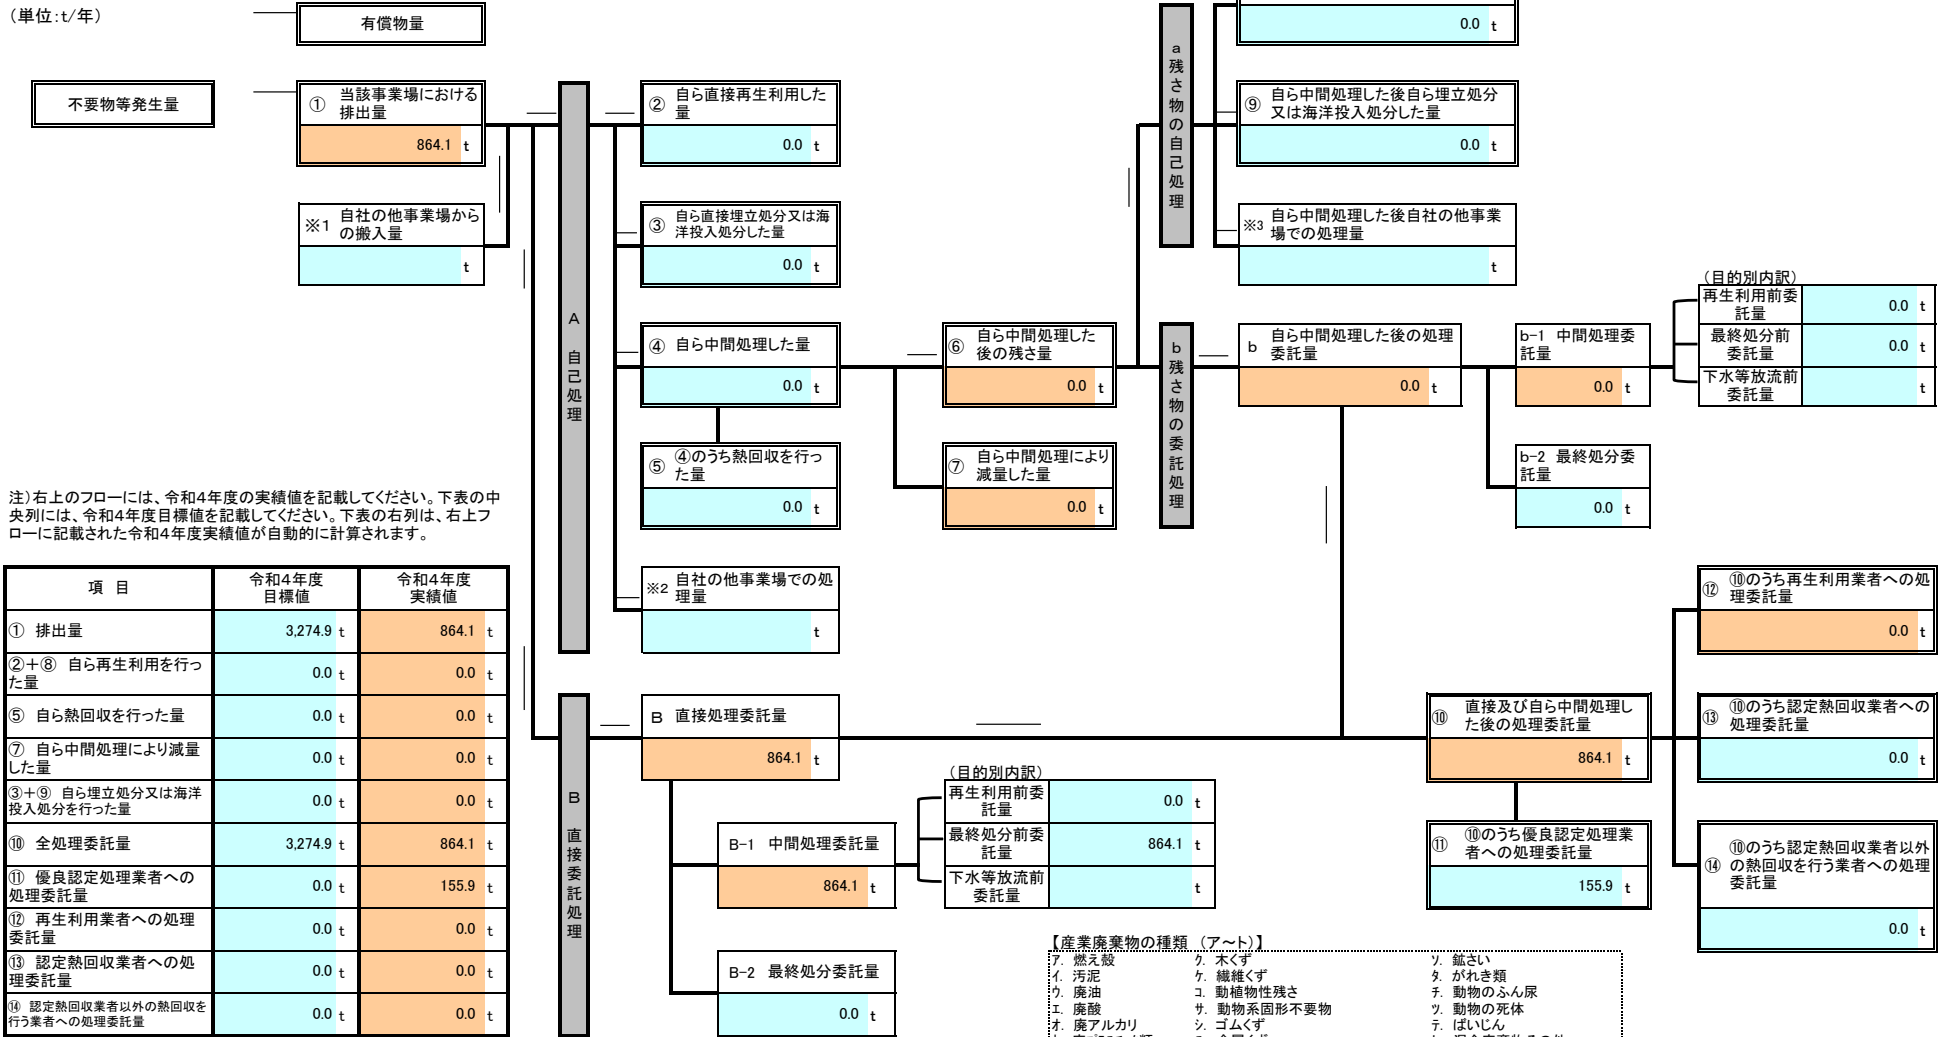 (単位:t/年)
有償物量
0.0 t
不要物等発生量
① 当該事業場における
排出量
864.1 t
※1 自社の他事業場から
の搬入量
t
A 自己処理
② 自ら直接再生利用した
量
0.0 t
③ 自ら直接埋立処分又は海
洋投入処分した量
0.0 t
④ 自ら中間処理した量
0.0 t
⑤ ④のうち熱回収を行っ
た量
0.0 t
※2 自社の他事業場での処
理量
t
⑥ 自ら中間処理した
後の残さ量
0.0 t
⑦ 自ら中間処理により
減量した量
0.0 t
a残さ物の自己処理
⑨ 自ら中間処理した後自ら埋立処分
又は海洋投入処分した量
0.0 t
※3 自ら中間処理した後自社の他事業
場での処理量
t
b残さ物の委託処理
b 自ら中間処理した後の処理
委託量
0.0 t
b-1 中間処理委
託量
0.0 t
b-2 最終処分委
託量
0.0 t
(目的別内訳)
再生利用前委
託量
0.0 t
最終処分前
委託量
0.0 t
下水等放流前
委託量
t
注)右上のフローには、令和4年度の実績値を記載してください。下表の中
央列には、令和4年度目標値を記載してください。下表の右列は、右上フ
ローに記載された令和4年度実績値が自動的に計算されます。
項 目
令和4年度
目標値
令和4年度
実績値
① 排出量 3,274.9 t 864.1 t
②+⑧ 自ら再生利用を行っ
た量
0.0 t 0.0 t
⑤ 自ら熱回収を行った量 0.0 t 0.0 t
⑦ 自ら中間処理により減量
した量
0.0 t 0.0 t
③+⑨ 自ら埋立処分又は海洋
投入処分を行った量
0.0 t 0.0 t
⑩ 全処理委託量 3,274.9 t 864.1 t
⑪ 優良認定処理業者への
処理委託量
0.0 t 155.9 t
⑫ 再生利用業者への処理
委託量
0.0 t 0.0 t
⑬ 認定熱回収業者への処
理委託量
0.0 t 0.0 t
⑭ 認定熱回収業者以外の熱回収を
行う業者への処理委託量
0.0 t 0.0 t
B 直接委託処理
B 直接処理委託量
864.1 t
B-1 中間処理委託量
864.1 t
B-2 最終処分委託量
0.0 t
(目的別内訳)
再生利用前委
託量
0.0 t
最終処分前委
託量
864.1 t
下水等放流前
委託量
t
⑩ 直接及び自ら中間処理し
た後の処理委託量
864.1 t
⑪ ⑩のうち優良認定処理業
者への処理委託量
155.9 t
⑫ ⑩のうち再生利用業者への処
理委託量
0.0 t
⑬ ⑩のうち認定熱回収業者への
処理委託量
0.0 t
⑭ ⑩のうち認定熱回収業者以外
の熱回収を行う業者への処理
委託量
0.0 t
【産業廃棄物の種類 (ア～ト)】
ア. 燃え殻 ク. 木くず ソ. 鉱さい
イ. 汚泥 ケ. 繊維くず タ. がれき類
ウ. 廃油 コ. 動植物性残さ チ. 動物のふん尿
エ. 廃酸 サ. 動物系固形不要物 ツ. 動物の死体
オ. 廃アルカリ シ. ゴムくず テ. ばいじん